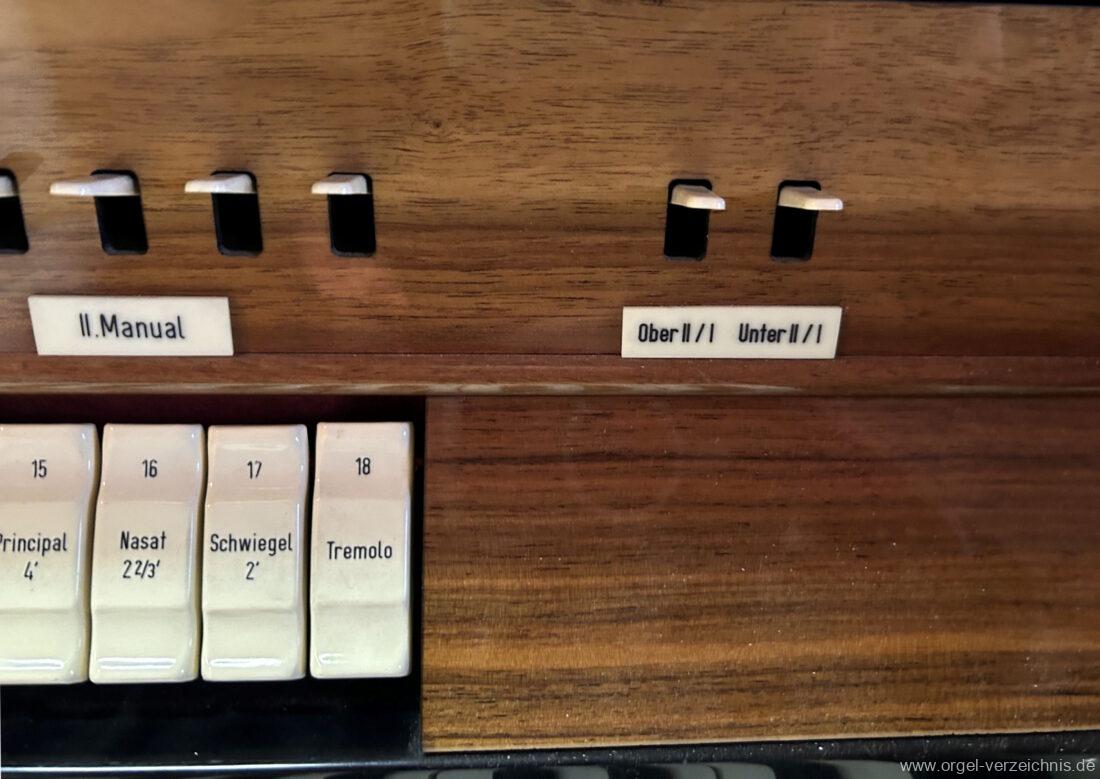 II.Manual
Ober II / I Unter II / I
15
Principal
4'
16
Nasat
2 2/3'
17
Schwiegel
2'
18
Tremolo
www.orgel-verzeichnis.de